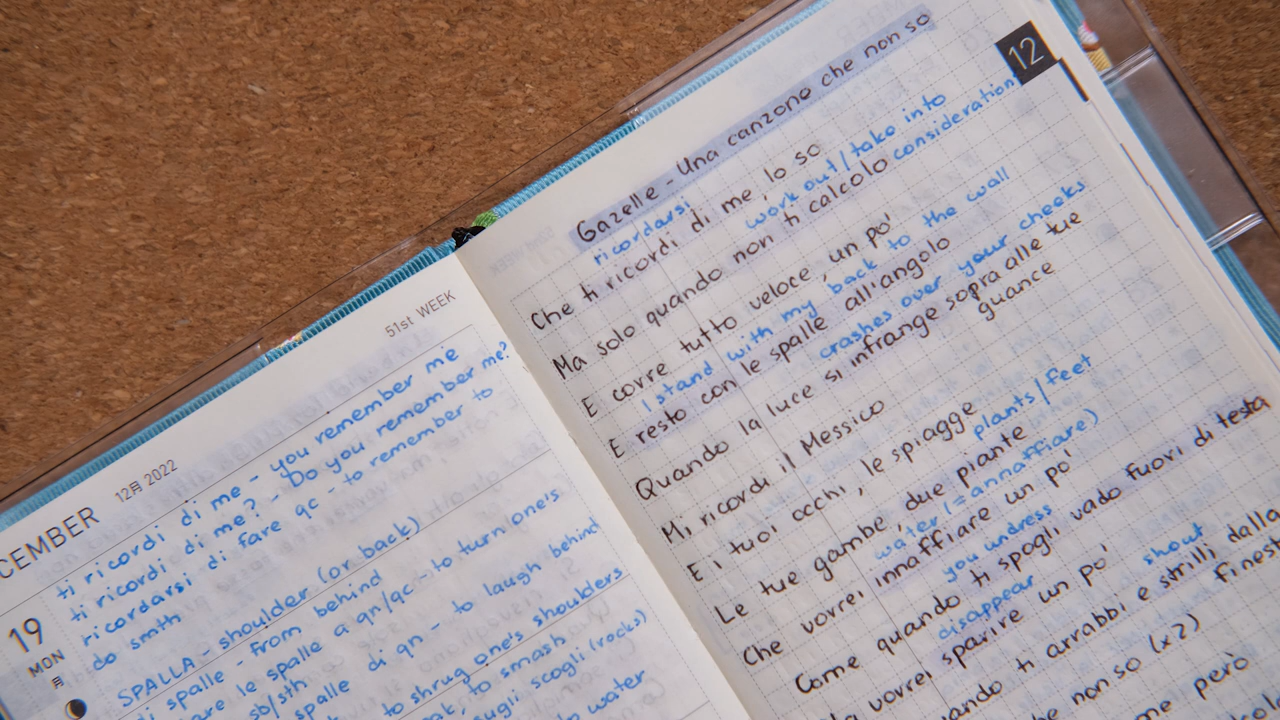 51st WEEK
12月 2022
CEMBER
19
MON
月
ti ricordi di me - you remember me
ti ricordi di me? - Do you remember me?
ricordarsi di fare qc - to remember to
do smth
SPALLA - shoulder (or back)
di spalle - from behind
are le spalle a qn/qc - to turn one's
sb/sth
spalle di qn - to laugh behind
to shrug one's shoulders
to smash
sugli scogli (rocks)
water
12
Gazelle - Una canzone che non so
ricordarsi
Che ti ricordi di me, lo so
work out/take into
consideration
Ma solo quando non ti calcolo
E corre tutto veloce, un po'
I stand with my back to the wall
E resto con le spalle all'angolo
crashes over your cheeks
Quando la luce si infrange sopra alle tue
guance
Mi ricordi il Messico
E i tuoi occhi, le spiagge
plants/feet
Le tue gambe, due piante
water (=annaffiare)
Che vorrei innaffiare un po'
you undress
Come quando ti spogli vado fuori di testa
disappear
vorrei sparire un po'
shout
uando ti arrabbi e strilli dalla
finest
he non so (x2)
ome però